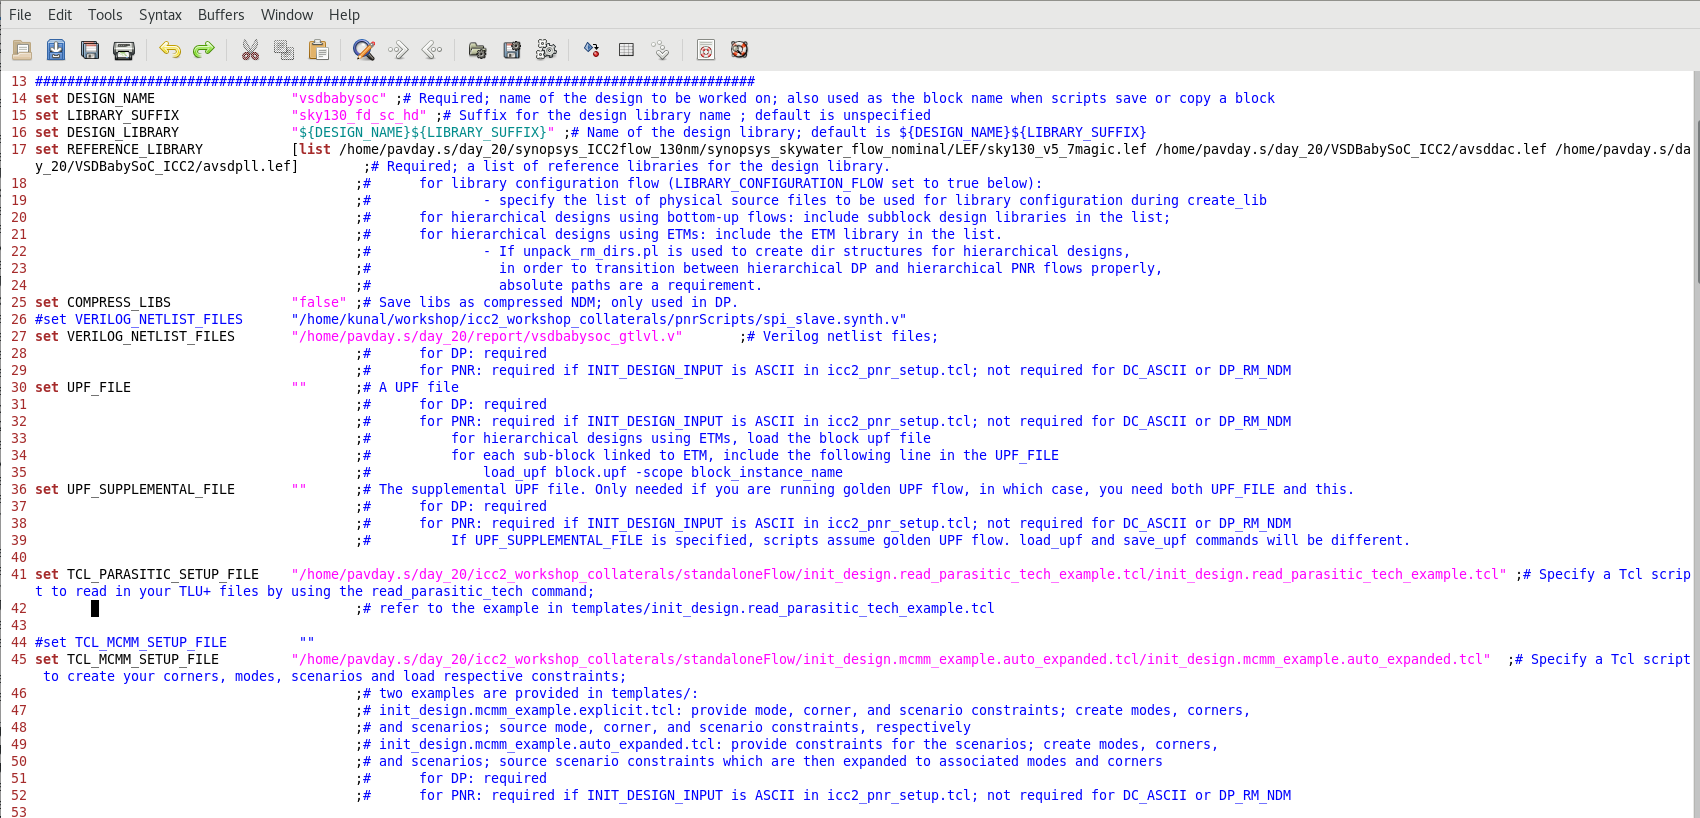 File Edit Tools Syntax Buffers Window Help
13 ##########################################################################################
14 set DESIGN_NAME "vsdbabysoc" ;# Required; name of the design to be worked on; also used as the block name when scripts save or copy a block
15 set LIBRARY_SUFFIX "sky130_fd_sc_hd" ;# Suffix for the design library name ; default is unspecified
16 set DESIGN_LIBRARY "${DESIGN_NAME}${LIBRARY_SUFFIX}" ;# Name of the design library; default is ${DESIGN_NAME}${LIBRARY_SUFFIX}
17 set REFERENCE_LIBRARY [list /home/pavday.s/day_20/synopsys_ICC2flow_130nm/synopsys_skywater_flow_nominal/LEF/sky130_v5_7magic.lef /home/pavday.s/day_20/VSDBabySoC_ICC2/avsddac.lef /home/pavday.s/da
y_20/VSDBabySoC_ICC2/avsdpll.lef] ;# Required; a list of reference libraries for the design library.
18 ;# for library configuration flow (LIBRARY_CONFIGURATION_FLOW set to true below):
19 ;# - specify the list of physical source files to be used for library configuration during create_lib
20 ;# for hierarchical designs using bottom-up flows: include subblock design libraries in the list;
21 ;# for hierarchical designs using ETMs: include the ETM library in the list.
22 ;# - If unpack_rm_dirs.pl is used to create dir structures for hierarchical designs,
23 ;# in order to transition between hierarchical DP and hierarchical PNR flows properly,
24 ;# absolute paths are a requirement.
25 set COMPRESS_LIBS "false" ;# Save libs as compressed NDM; only used in DP.
26 #set VERILOG_NETLIST_FILES "/home/kunal/workshop/icc2_workshop_collaterals/pnrScripts/spi_slave.synth.v"
27 set VERILOG_NETLIST_FILES "/home/pavday.s/day_20/report/vsdbabysoc_gtlvl.v" ;# Verilog netlist files;
28 ;# for DP: required
29 ;# for PNR: required if INIT_DESIGN_INPUT is ASCII in icc2_pnr_setup.tcl; not required for DC_ASCII or DP_RM_NDM
30 set UPF_FILE "" ;# A UPF file
31 ;# for DP: required
32 ;# for PNR: required if INIT_DESIGN_INPUT is ASCII in icc2_pnr_setup.tcl; not required for DC_ASCII or DP_RM_NDM
33 ;# for hierarchical designs using ETMs, load the block upf file
34 ;# for each sub-block linked to ETM, include the following line in the UPF_FILE
35 ;# load_upf block.upf -scope block_instance_name
36 set UPF_SUPPLEMENTAL_FILE "" ;# The supplemental UPF file. Only needed if you are running golden UPF flow, in which case, you need both UPF_FILE and this.
37 ;# for DP: required
38 ;# for PNR: required if INIT_DESIGN_INPUT is ASCII in icc2_pnr_setup.tcl; not required for DC_ASCII or DP_RM_NDM
39 ;# If UPF_SUPPLEMENTAL_FILE is specified, scripts assume golden UPF flow. load_upf and save_upf commands will be different.
40
41 set TCL_PARASITIC_SETUP_FILE "/home/pavday.s/day_20/icc2_workshop_collaterals/standaloneFlow/init_design.read_parasitic_tech_example.tcl/init_design.read_parasitic_tech_example.tcl" ;# Specify a Tcl scrip
t to read in your TLU+ files by using the read_parasitic_tech command;
42 ;# refer to the example in templates/init_design.read_parasitic_tech_example.tcl
43
44 #set TCL_MCMM_SETUP_FILE ""
45 set TCL_MCMM_SETUP_FILE "/home/pavday.s/day_20/icc2_workshop_collaterals/standaloneFlow/init_design.mcmm_example.auto_expanded.tcl/init_design.mcmm_example.auto_expanded.tcl" ;# Specify a Tcl script
to create your corners, modes, scenarios and load respective constraints;
46 ;# two examples are provided in templates/:
47 ;# init_design.mcmm_example.explicit.tcl: provide mode, corner, and scenario constraints; create modes, corners,
48 ;# and scenarios; source mode, corner, and scenario constraints, respectively
49 ;# init_design.mcmm_example.auto_expanded.tcl: provide constraints for the scenarios; create modes, corners,
50 ;# and scenarios; source scenario constraints which are then expanded to associated modes and corners
51 ;# for DP: required
52 ;# for PNR: required if INIT_DESIGN_INPUT is ASCII in icc2_pnr_setup.tcl; not required for DC_ASCII or DP_RM_NDM
53